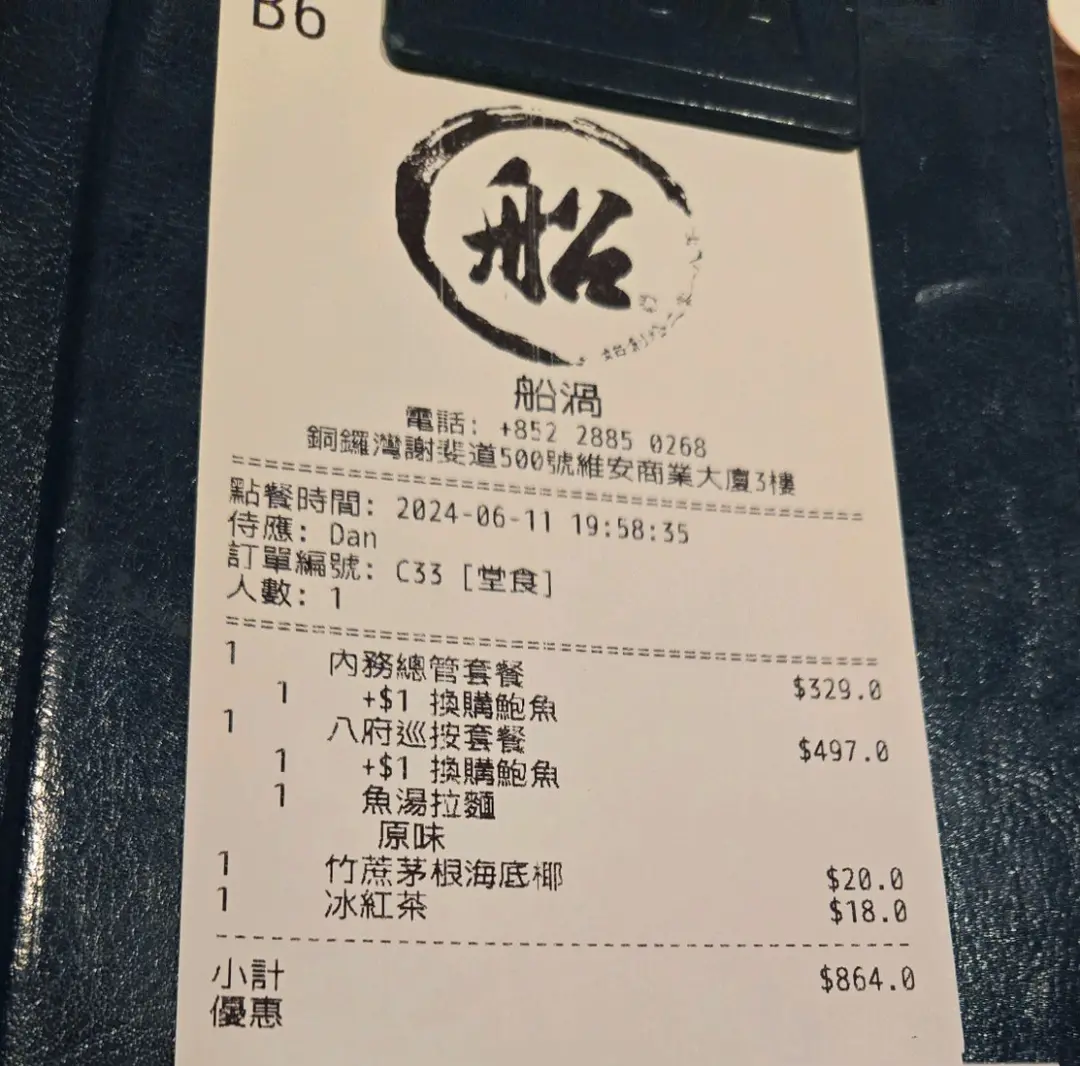 B6
船
船渦
電話: +852 2885 0268
銅鑼灣謝斐道500號維安商業大廈3樓
點餐時間: 2024-06-11 19:58:35
侍應: Dan
訂單編號: C33 [堂食]
人數: 1
1 內務總管套餐 $329.0
1 +$1 換購鮑魚
1 八府巡按套餐 $497.0
1 +$1 換購鮑魚
1 魚湯拉麵
原味
1 竹蔗茅根海底椰 $20.0
1 冰紅茶 $18.0
小計 $864.0
優惠